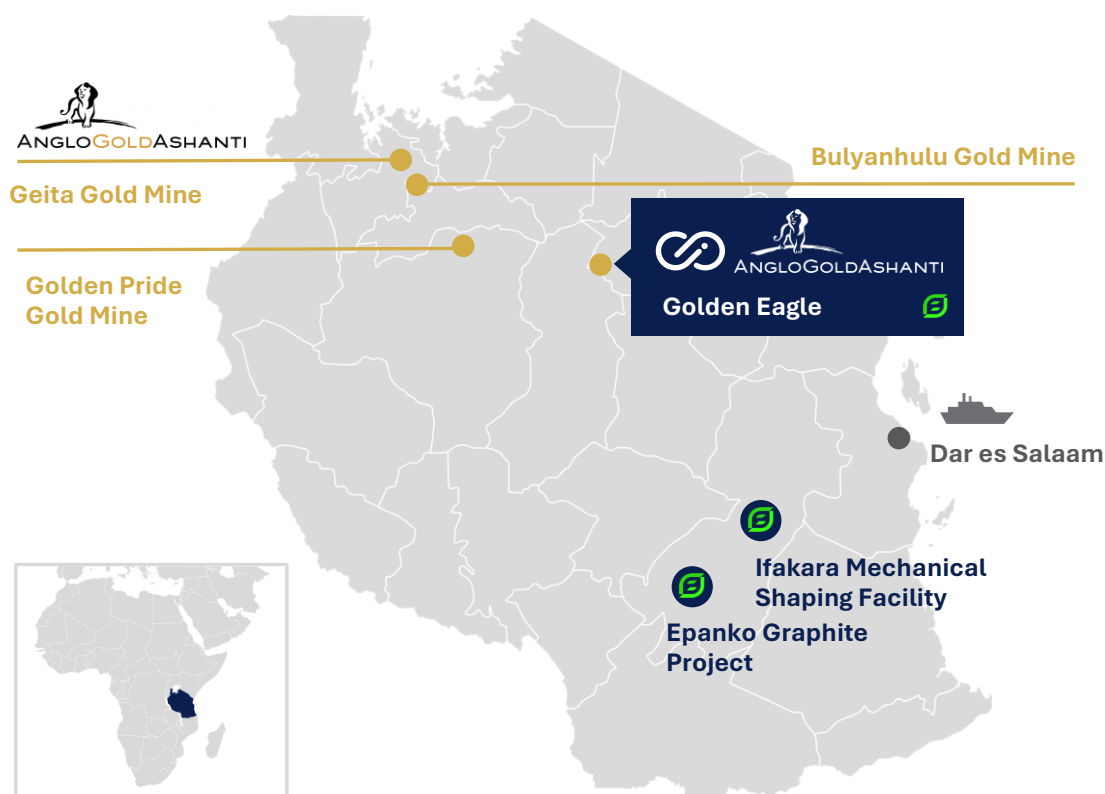 ANGLOGOLDASHANTI
Geita Gold Mine
Bulyanhulu Gold Mine
ANGLOGOLDASHANTI
Golden Eagle
Golden Pride
Gold Mine
Dar es Salaam
Ifakara Mechanical
Shaping Facility
Epanko Graphite
Project